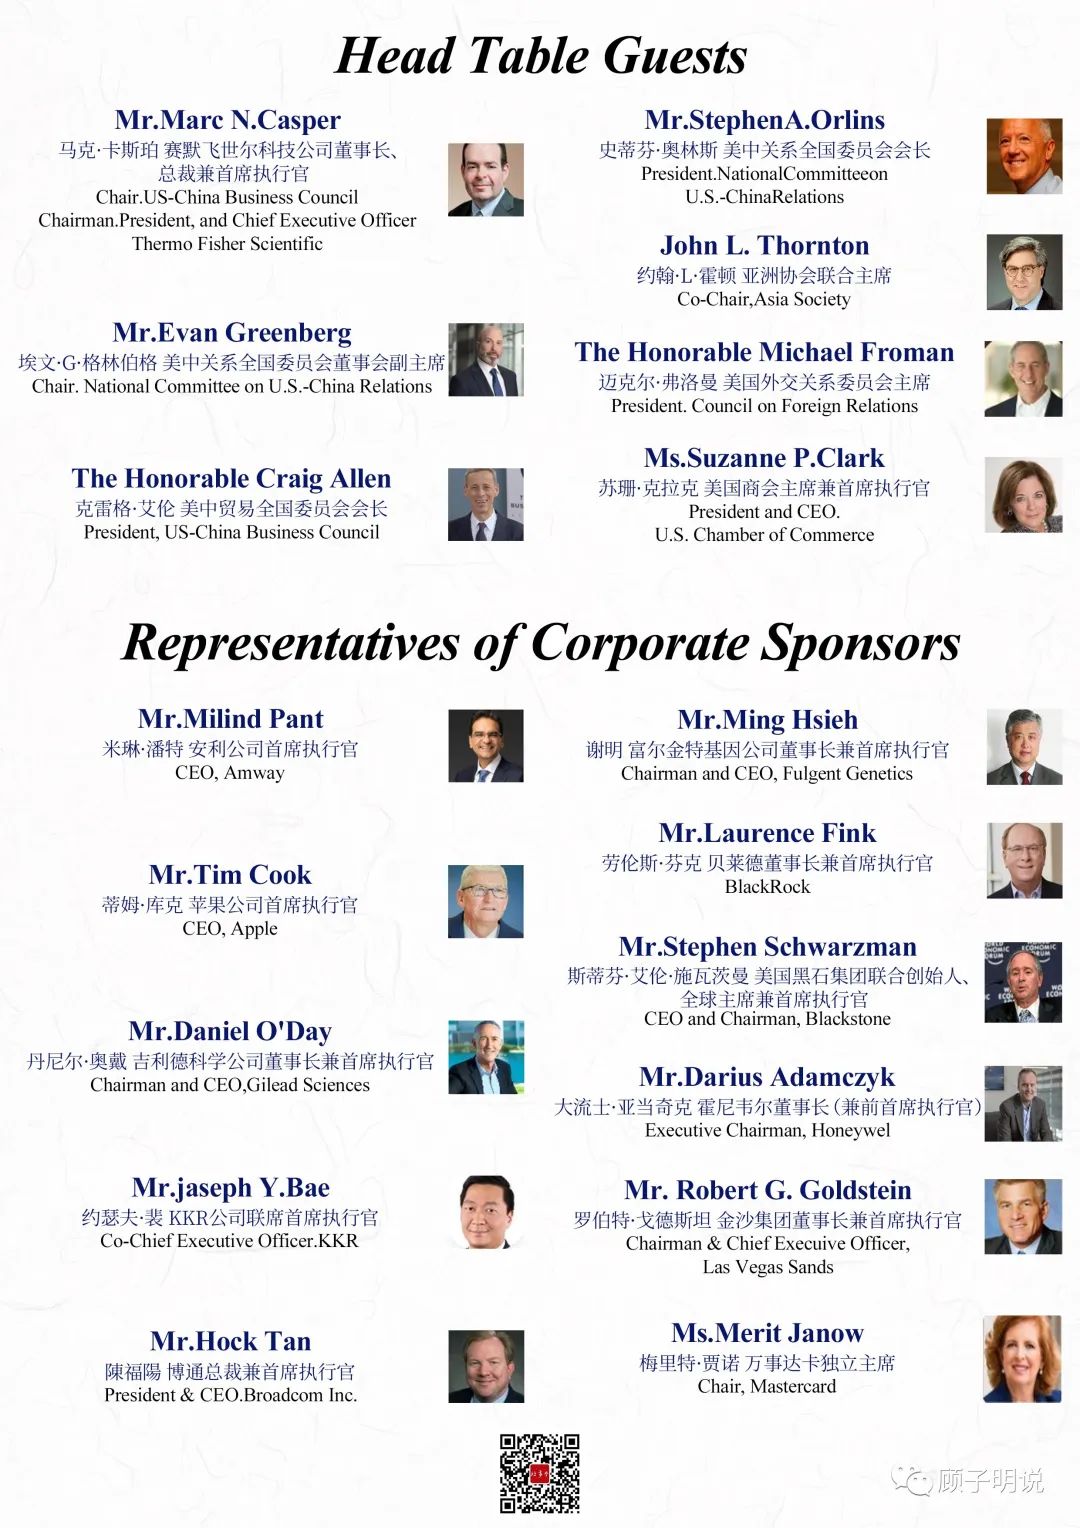 Head Table Guests
Mr.Marc N.Casper
马克·卡斯珀 赛默飞世尔科技公司董事长、
总裁兼首席执行官
Chair.US-China Business Council
Chairman.President, and Chief Executive Officer
Thermo Fisher Scientific
Mr.Evan Greenberg
埃文·G·格林伯格 美中关系全国委员会董事会副主席
Chair. National Committee on U.S.-China Relations
The Honorable Craig Allen
克雷格·艾伦 美中贸易全国委员会会长
President, US-China Business Council
Mr.StephenA.Orlins
史蒂芬·奥林斯 美中关系全国委员会会长
President.NationalCommitteeon
U.S.-ChinaRelations
John L. Thornton
约翰·L·霍顿 亚洲协会联合主席
Co-Chair,Asia Society
The Honorable Michael Froman
迈克尔·弗洛曼 美国外交关系委员会主席
President. Council on Foreign Relations
Ms.Suzanne P.Clark
苏珊·克拉克 美国商会主席兼首席执行官
President and CEO.
U.S. Chamber of Commerce
Representatives of Corporate Sponsors
Mr.Milind Pant
米琳·潘特 安利公司首席执行官
CEO, Amway
Mr.Tim Cook
蒂姆·库克 苹果公司首席执行官
CEO, Apple
Mr.Daniel O'Day
丹尼尔·奥戴 吉利德科学公司董事长兼首席执行官
Chairman and CEO,Gilead Sciences
Mr.jaseph Y.Bae
约瑟夫·裴 KKR公司联席首席执行官
Co-Chief Executive Officer.KKR
Mr.Hock Tan
陳福陽 博通总裁兼首席执行官
President & CEO.Broadcom Inc.
Mr.Ming Hsieh
谢明 富尔金特基因公司董事长兼首席执行官
Chairman and CEO, Fulgent Genetics
Mr.Laurence Fink
劳伦斯·芬克 贝莱德董事长兼首席执行官
BlackRock
Mr.Stephen Schwarzman
斯蒂芬·艾伦·施瓦茨曼 美国黑石集团联合创始人、
全球主席兼首席执行官
CEO and Chairman, Blackstone
Mr.Darius Adamczyk
大流士·亚当奇克 霍尼韦尔董事长（兼前首席执行官）
Executive Chairman, Honeywel
Mr. Robert G. Goldstein
罗伯特·戈德斯坦 金沙集团董事长兼首席执行官
Chairman & Chief Execuive Officer,
Las Vegas Sands
Ms.Merit Janow
梅里特·贾诺 万事达卡独立主席
Chair, Mastercard
顾子明说